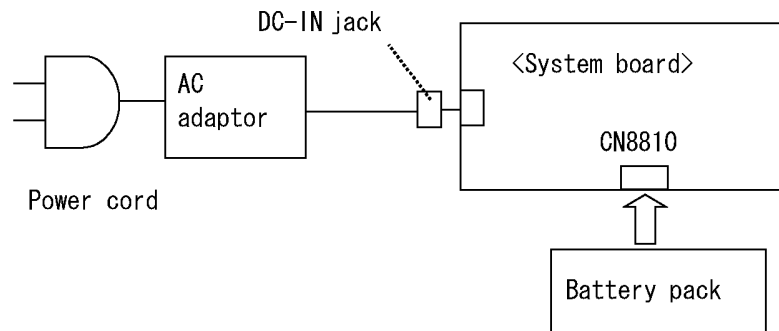 DC-IN jack
<System board>
AC
adaptor
CN8810
Power cord
Battery pack